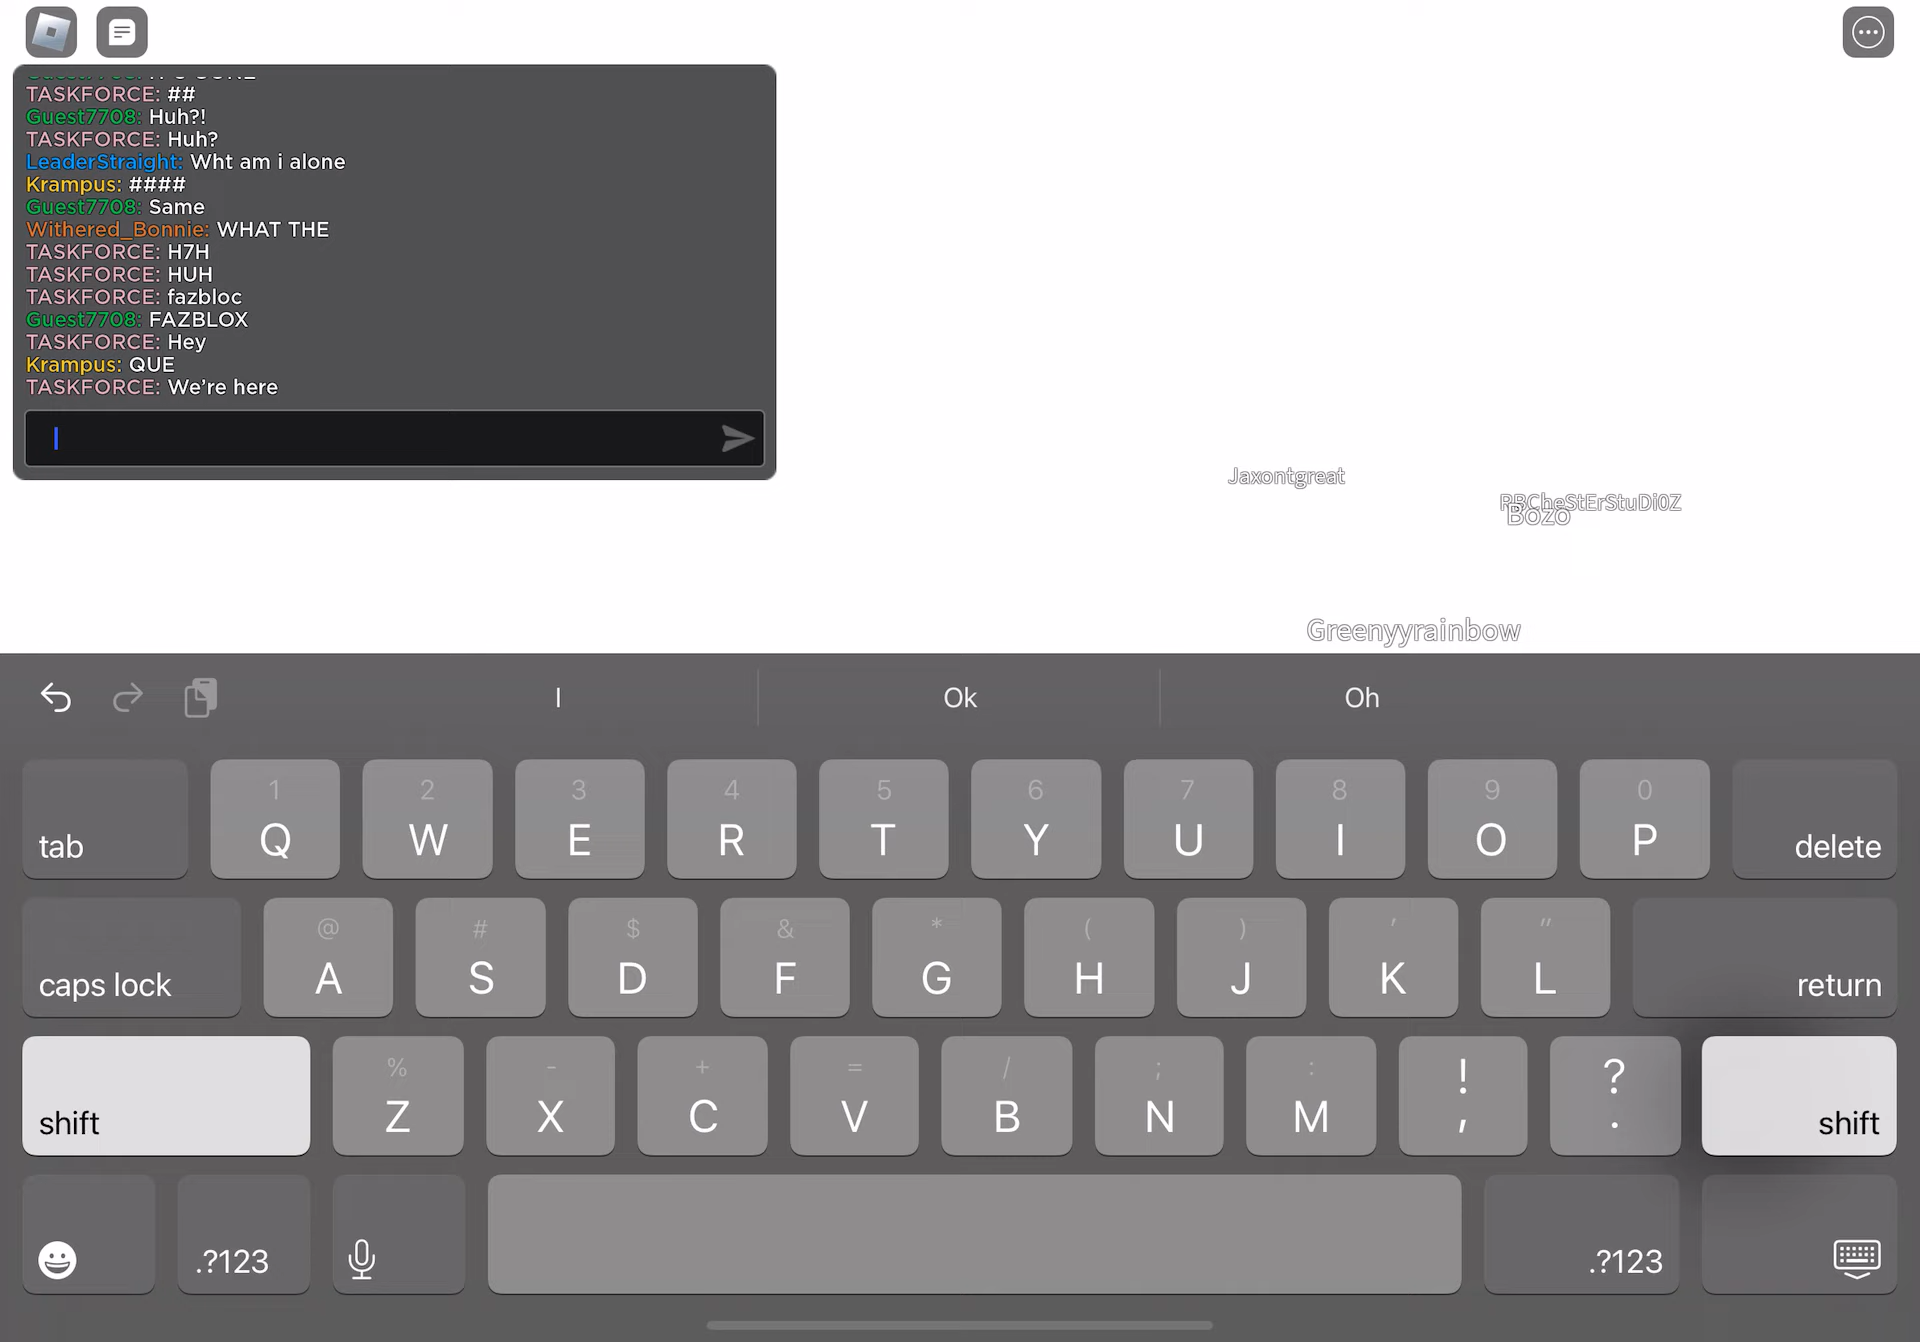 TASKFORCE: ##
Guest7708: Huh?!
TASKFORCE: Huh?
LeaderStraight: Wht am i alone
Krampus: ####
Guest7708: Same
Withered_Bonnie: WHAT THE
TASKFORCE: H7H
TASKFORCE: HUH
TASKFORCE: fazbloc
Guest7708: FAZBLOX
TASKFORCE: Hey
Krampus: QUE
TASKFORCE: We're here
Jaxontgreat
Bozo
Greenyyrainbow
I Ok Oh
1 2 3 4 5 6 7 8 9 0
tab Q W E R T Y U I O P delete
@ # $ & * ( ) ' "
caps lock A S D F G H J K L return
% - + = / ; : ! ?
shift Z X C V B N M , . shift
.?123 .?123